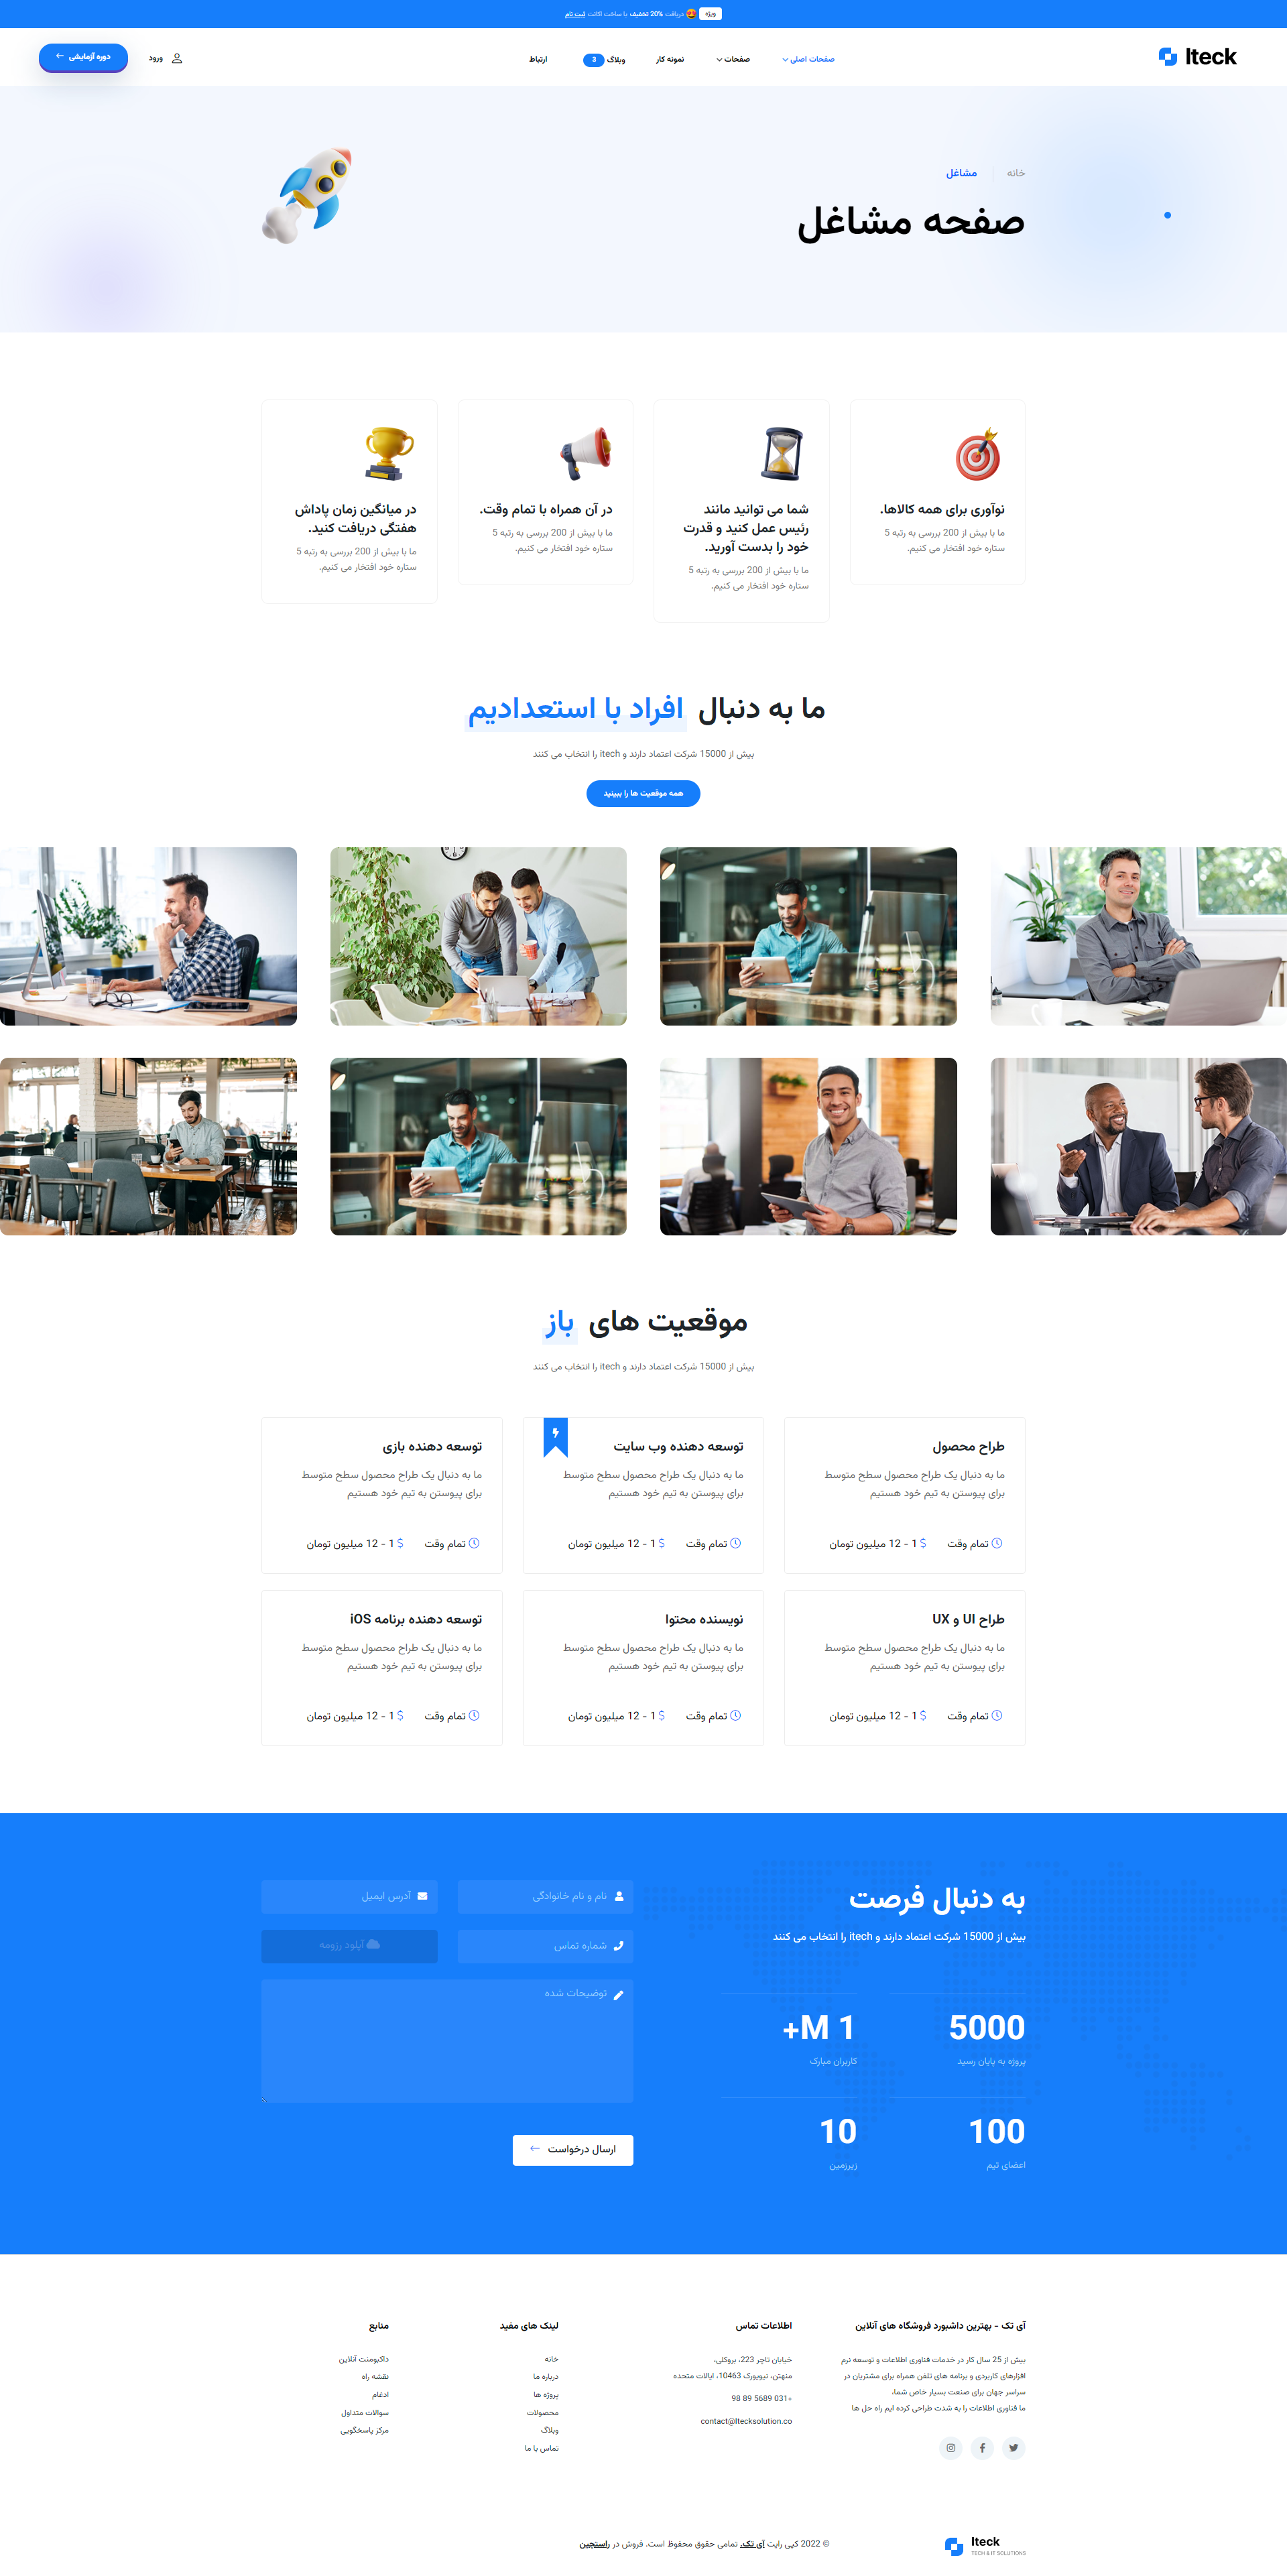 ویژه دریافت 20% تخفیف با ساخت اکانت ثبت نام
Iteck
صفحات اصلی
صفحات
نمونه کار
وبلاگ 3
ارتباط
ورود
دوره آزمایشی
خانه
مشاغل
صفحه مشاغل
نوآوری برای همه کالاها.
ما با بیش از 200 بررسی به رتبه 5
ستاره خود افتخار می کنیم.
شما می توانید مانند
رئیس عمل کنید و قدرت
خود را بدست آورید.
ما با بیش از 200 بررسی به رتبه 5
ستاره خود افتخار می کنیم.
در آن همراه با تمام وقت.
ما با بیش از 200 بررسی به رتبه 5
ستاره خود افتخار می کنیم.
در میانگین زمان پاداش
هفتگی دریافت کنید.
ما با بیش از 200 بررسی به رتبه 5
ستاره خود افتخار می کنیم.
ما به دنبال افراد با استعدادیم
بیش از 15000 شرکت اعتماد دارند و itech را انتخاب می کنند
همه موقعیت ها را ببینید
موقعیت های باز
بیش از 15000 شرکت اعتماد دارند و itech را انتخاب می کنند
طراح محصول
ما به دنبال یک طراح محصول سطح متوسط
برای پیوستن به تیم خود هستیم
تمام وقت $ 1 - 12 میلیون تومان
توسعه دهنده وب سایت
ما به دنبال یک طراح محصول سطح متوسط
برای پیوستن به تیم خود هستیم
تمام وقت $ 1 - 12 میلیون تومان
توسعه دهنده بازی
ما به دنبال یک طراح محصول سطح متوسط
برای پیوستن به تیم خود هستیم
تمام وقت $ 1 - 12 میلیون تومان
طراح UI و UX
ما به دنبال یک طراح محصول سطح متوسط
برای پیوستن به تیم خود هستیم
تمام وقت $ 1 - 12 میلیون تومان
نویسنده محتوا
ما به دنبال یک طراح محصول سطح متوسط
برای پیوستن به تیم خود هستیم
تمام وقت $ 1 - 12 میلیون تومان
توسعه دهنده برنامه iOS
ما به دنبال یک طراح محصول سطح متوسط
برای پیوستن به تیم خود هستیم
تمام وقت $ 1 - 12 میلیون تومان
به دنبال فرصت
بیش از 15000 شرکت اعتماد دارند و itech را انتخاب می کنند
5000
پروژه به پایان رسید
1 M+
کاربران مبارک
100
اعضای تیم
10
زیرزمین
نام و نام خانوادگی
آدرس ایمیل
شماره تماس
آپلود رزومه
توضیحات شده
ارسال درخواست
آی تک - بهترین داشبورد فروشگاه های آنلاین
بیش از 25 سال کار در خدمات فناوری اطلاعات و توسعه نرم
افزارهای کاربردی و برنامه های تلفن همراه برای مشتریان در
سراسر جهان برای صنعت بسیار خاص شما،
ما فناوری اطلاعات را به شدت طراحی کرده ایم راه حل ها
اطلاعات تماس
خیابان تاچر 223، بروکلی،
منهتن، نیویورک 10463، ایالات متحده
98 89 5689 031+
contact@Itecksolution.co
لینک های مفید
خانه
درباره ما
پروژه ها
محصولات
وبلاگ
تماس با ما
منابع
داکیومنت آنلاین
نقشه راه
ادغام
سوالات متداول
مرکز پاسخگویی
Iteck
TECH & IT SOLUTIONS
© 2022 کپی رایت آی تک. تمامی حقوق محفوظ است. فروش در راستچین